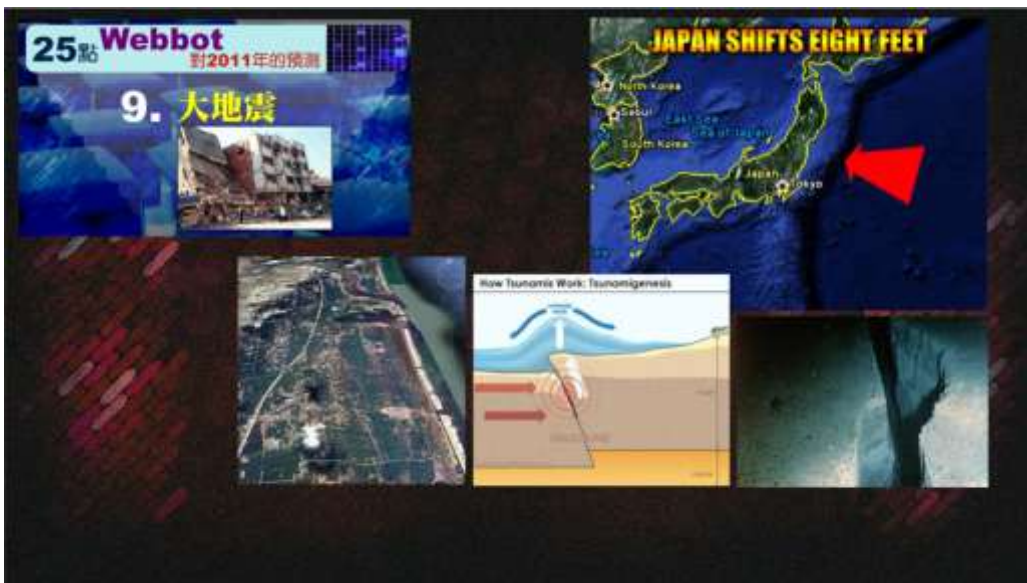 25點 Webbot
對2011年的預測
9. 大地震
JAPAN SHIFTS EIGHT FEET
North Korea
Seoul
East Sea
Sea of Japan
South Korea
Japan
Tokyo
How Tsunamis Work: Tsunamigenesis